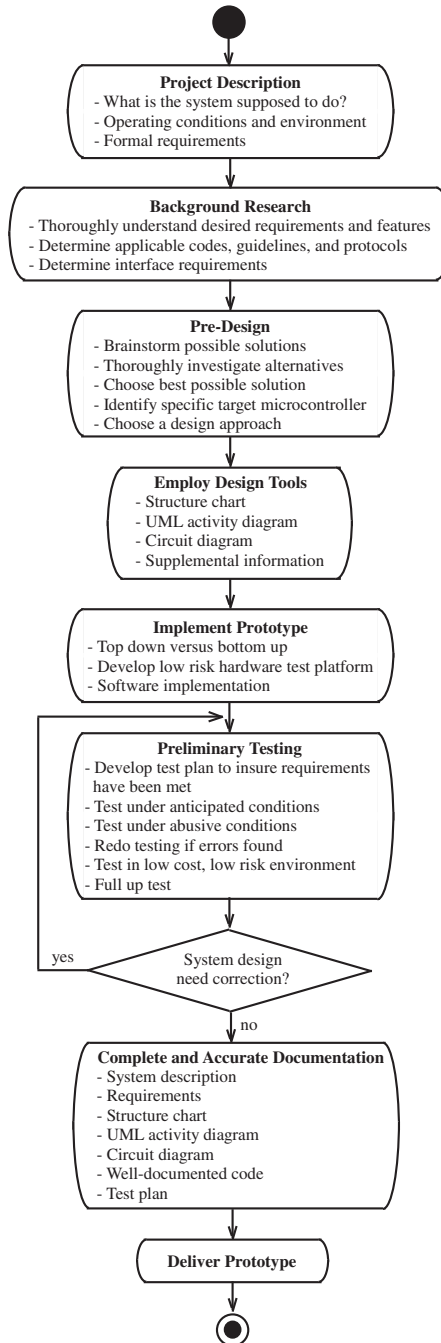 Project Description
- What is the system supposed to do?
- Operating conditions and environment
- Formal requirements
Background Research
- Thoroughly understand desired requirements and features
- Determine applicable codes, guidelines, and protocols
- Determine interface requirements
Pre-Design
- Brainstorm possible solutions
- Thoroughly investigate alternatives
- Choose best possible solution
- Identify specific target microcontroller
- Choose a design approach
Employ Design Tools
- Structure chart
- UML activity diagram
- Circuit diagram
- Supplemental information
Implement Prototype
- Top down versus bottom up
- Develop low risk hardware test platform
- Software implementation
Preliminary Testing
- Develop test plan to insure requirements
have been met
- Test under anticipated conditions
- Test under abusive conditions
- Redo testing if errors found
- Test in low cost, low risk environment
- Full up test
yes
System design
need correction?
no
Complete and Accurate Documentation
- System description
- Requirements
- Structure chart
- UML activity diagram
- Circuit diagram
- Well-documented code
- Test plan
Deliver Prototype